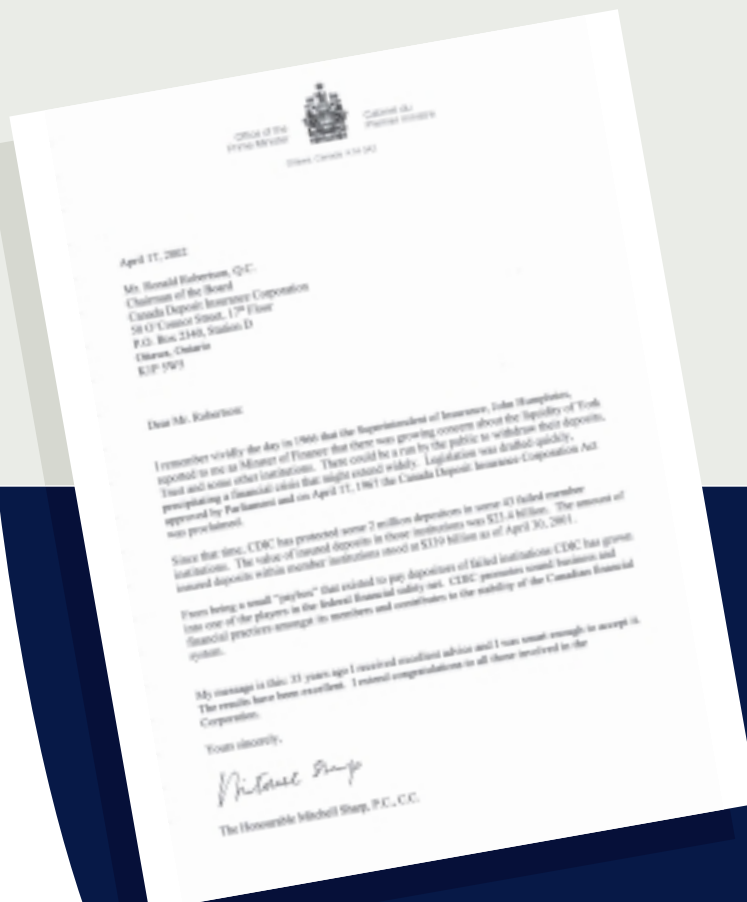 Office of the
Prime Minister
Cabinet du
Premier ministre
Ottawa, Canada K1A 0A2
April 17, 2002
Mr. Ronald Robertson, Q.C.
Chairman of the Board
Canada Deposit Insurance Corporation
50 O'Connor Street, 17th Floor
P.O. Box 2340, Station D
Ottawa, Ontario
K1P 5W5
Dear Mr. Robertson:
I remember vividly the day in 1966 that the Superintendent of Insurance, John Humphries,
reported to me as Minister of Finance that there was growing concern about the liquidity of York
Trust and some other institutions. There could be a run by the public to withdraw their deposits,
precipitating a financial crisis that might extend widely. Legislation was drafted quickly,
approved by Parliament and on April 17, 1967 the Canada Deposit Insurance Corporation Act
was proclaimed.
Since that time, CDIC has protected some 2 million depositors in some 43 failed member
institutions. The value of insured deposits in those institutions was $23.4 billion. The amount of
insured deposits within member institutions stood at $339 billion as of April 30, 2001.
From being a small "paybox" that existed to pay depositors of failed institutions CDIC has grown
into one of the players in the federal financial safety net. CDIC promotes sound business and
financial practices amongst its members and contributes to the stability of the Canadian financial
system.
My message is this: 35 years ago I received excellent advice and I was smart enough to accept it.
The results have been excellent. I extend congratulations to all those involved in the
Corporation.
Yours sincerely,
Mitchell Sharp
The Honourable Mitchell Sharp, P.C., C.C.